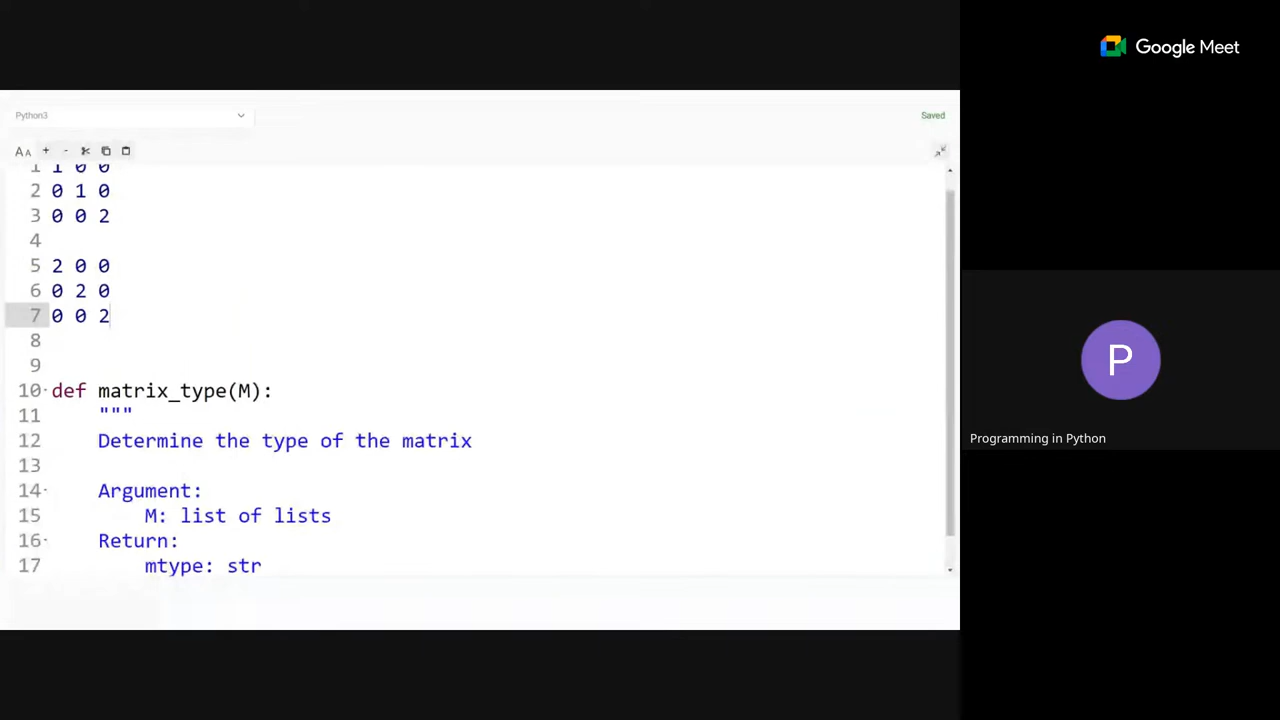 Google Meet
Python3
Saved
AA + -
1 1 0 0
2 0 1 0
3 0 0 2
4
5 2 0 0
6 0 2 0
7 0 0 2
8
9
10 def matrix_type(M):
11 """
12 Determine the type of the matrix
13
14 Argument:
15 M: list of lists
16 Return:
17 mtype: str
P
Programming in Python